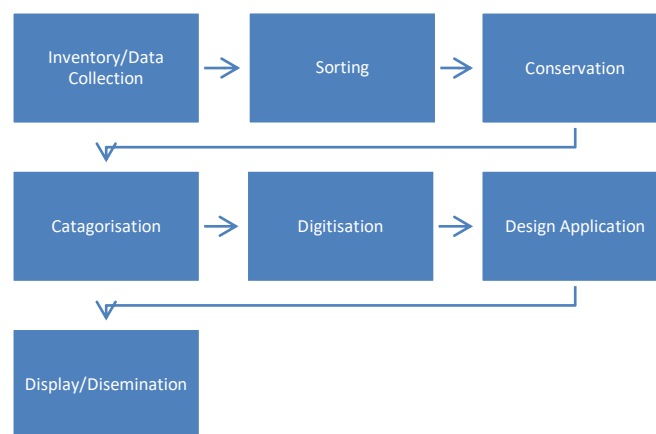 Inventory/Data
Collection
Sorting
Conservation
Catagorisation
Digitisation
Design Application
Display/Disemination